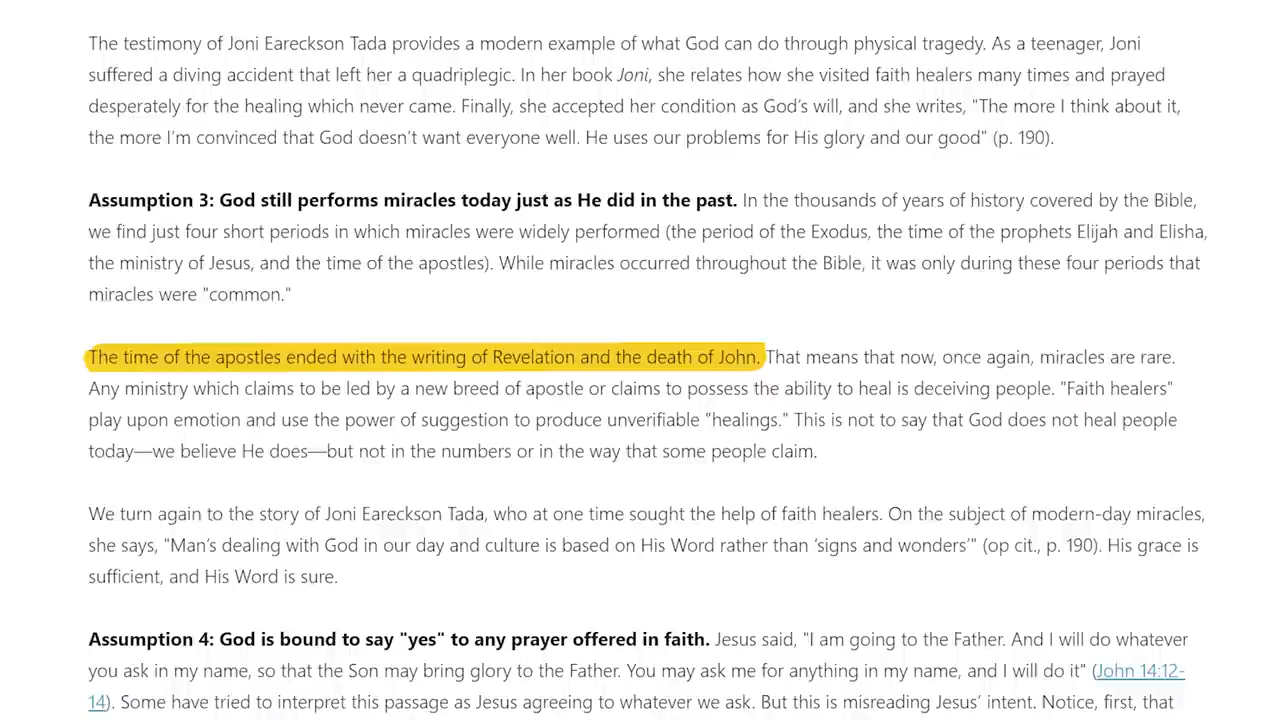 The testimony of Joni Eareckson Tada provides a modern example of what God can do through physical tragedy. As a teenager, Joni
suffered a diving accident that left her a quadriplegic. In her book Joni, she relates how she visited faith healers many times and prayed
desperately for the healing which never came. Finally, she accepted her condition as God’s will, and she writes, "The more I think about it,
the more I’m convinced that God doesn’t want everyone well. He uses our problems for His glory and our good" (p. 190).
Assumption 3: God still performs miracles today just as He did in the past. In the thousands of years of history covered by the Bible,
we find just four short periods in which miracles were widely performed (the period of the Exodus, the time of the prophets Elijah and Elisha,
the ministry of Jesus, and the time of the apostles). While miracles occurred throughout the Bible, it was only during these four periods that
miracles were "common."
The time of the apostles ended with the writing of Revelation and the death of John. That means that now, once again, miracles are rare.
Any ministry which claims to be led by a new breed of apostle or claims to possess the ability to heal is deceiving people. "Faith healers"
play upon emotion and use the power of suggestion to produce unverifiable "healings." This is not to say that God does not heal people
today—we believe He does—but not in the numbers or in the way that some people claim.
We turn again to the story of Joni Eareckson Tada, who at one time sought the help of faith healers. On the subject of modern-day miracles,
she says, "Man’s dealing with God in our day and culture is based on His Word rather than ‘signs and wonders’" (op cit., p. 190). His grace is
sufficient, and His Word is sure.
Assumption 4: God is bound to say "yes" to any prayer offered in faith. Jesus said, "I am going to the Father. And I will do whatever
you ask in my name, so that the Son may bring glory to the Father. You may ask me for anything in my name, and I will do it" (John 14:12-
14). Some have tried to interpret this passage as Jesus agreeing to whatever we ask. But this is misreading Jesus’ intent. Notice, first, that